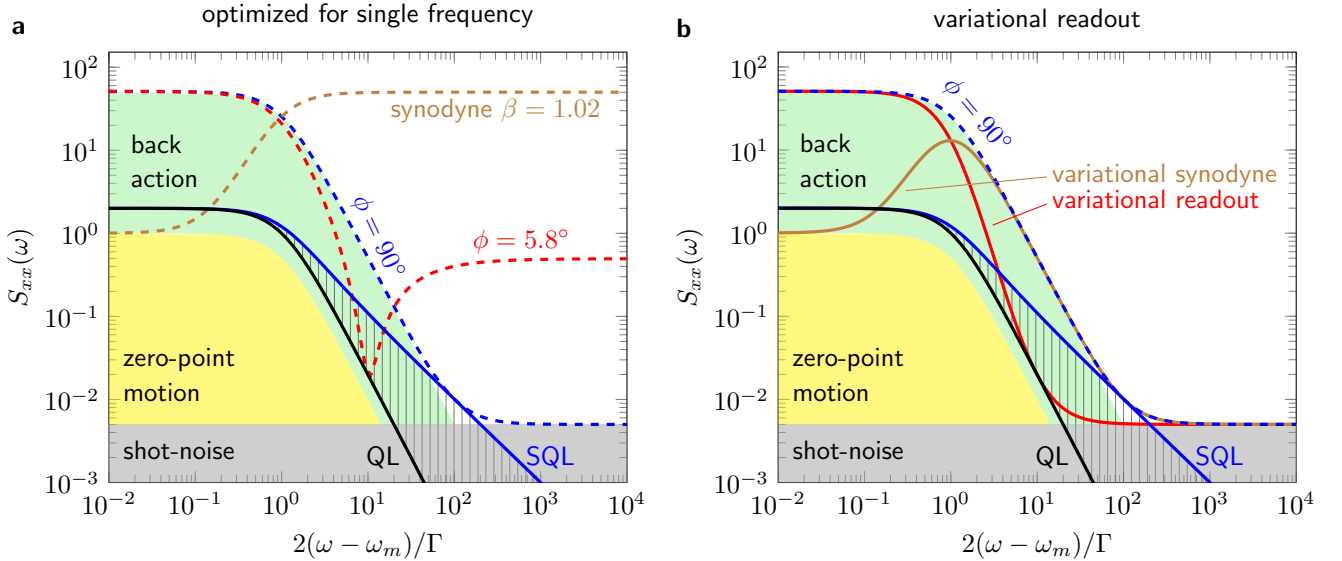 optimized for single frequency
variational readout
a
b
S_xx(ω)
10^2
10^1
10^0
10^−1
10^−2
10^−3
back
action
zero-point
motion
shot-noise
synodyne β = 1.02
ϕ = 90°
ϕ = 5.8°
QL
SQL
10^−2
10^−1
10^0
10^1
10^2
10^3
10^4
2(ω − ω_m)/Γ
S_xx(ω)
10^2
10^1
10^0
10^−1
10^−2
10^−3
back
action
zero-point
motion
shot-noise
ϕ = 90°
variational synodyne
variational readout
QL
SQL
10^−2
10^−1
10^0
10^1
10^2
10^3
10^4
2(ω − ω_m)/Γ